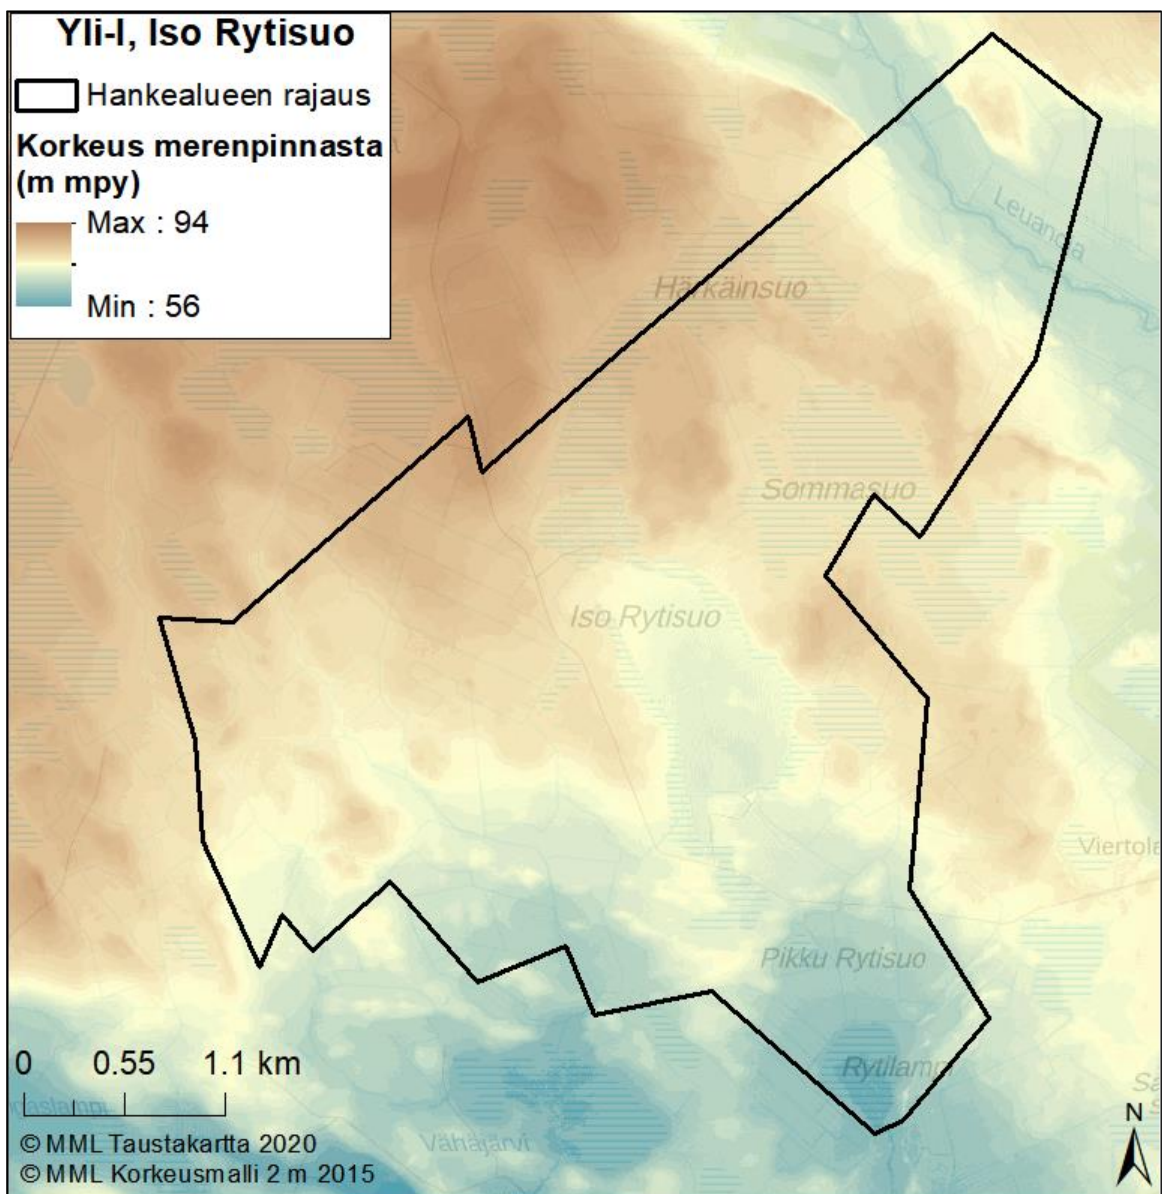 Yli-I, Iso Rytisuo
Hankealueen rajaus
Korkeus merenpinnasta
(m mpy)
Max : 94
Min : 56
Leuanoja
Härkäinsuo
Sommasuo
Iso Rytisuo
Viertola
Pikku Rytisuo
Rytilampi
Vähäjärvi
0 0.55 1.1 km
N
©MML Taustakartta 2020
©MML Korkeusmalli 2 m 2015